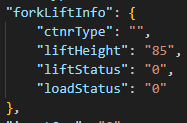 "forkLiftInfo": {
"ctnrType": "",
"liftHeight": "85",
"liftStatus": "0",
"loadStatus": "0"
},